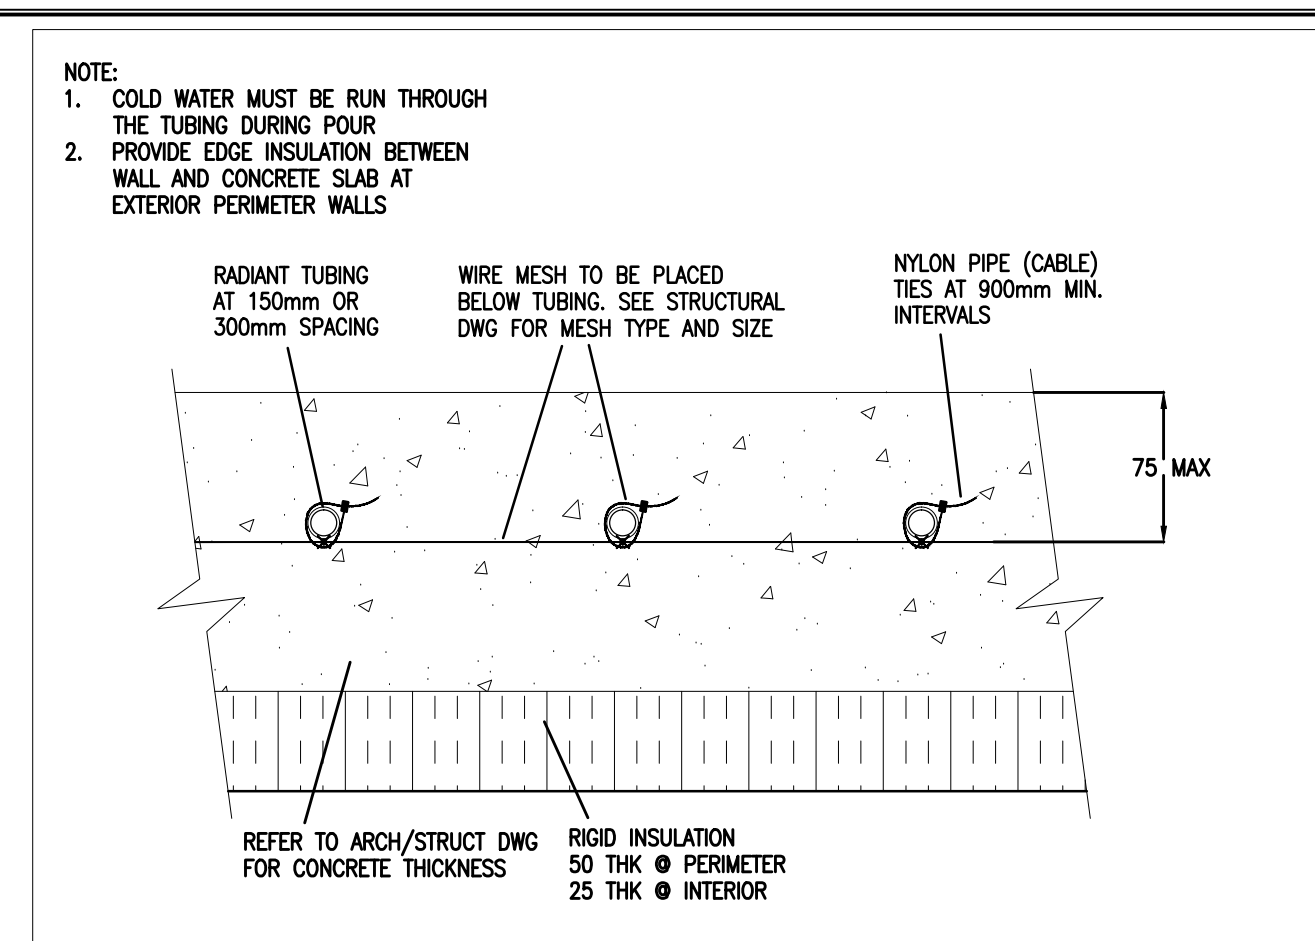 NOTE:
1. COLD WATER MUST BE RUN THROUGH
THE TUBING DURING POUR
2. PROVIDE EDGE INSULATION BETWEEN
WALL AND CONCRETE SLAB AT
EXTERIOR PERIMETER WALLS
RADIANT TUBING
AT 150mm OR
300mm SPACING
WIRE MESH TO BE PLACED
BELOW TUBING. SEE STRUCTURAL
DWG FOR MESH TYPE AND SIZE
NYLON PIPE (CABLE)
TIES AT 900mm MIN.
INTERVALS
75 MAX
REFER TO ARCH/STRUCT DWG
FOR CONCRETE THICKNESS
RIGID INSULATION
50 THK @ PERIMETER
25 THK @ INTERIOR